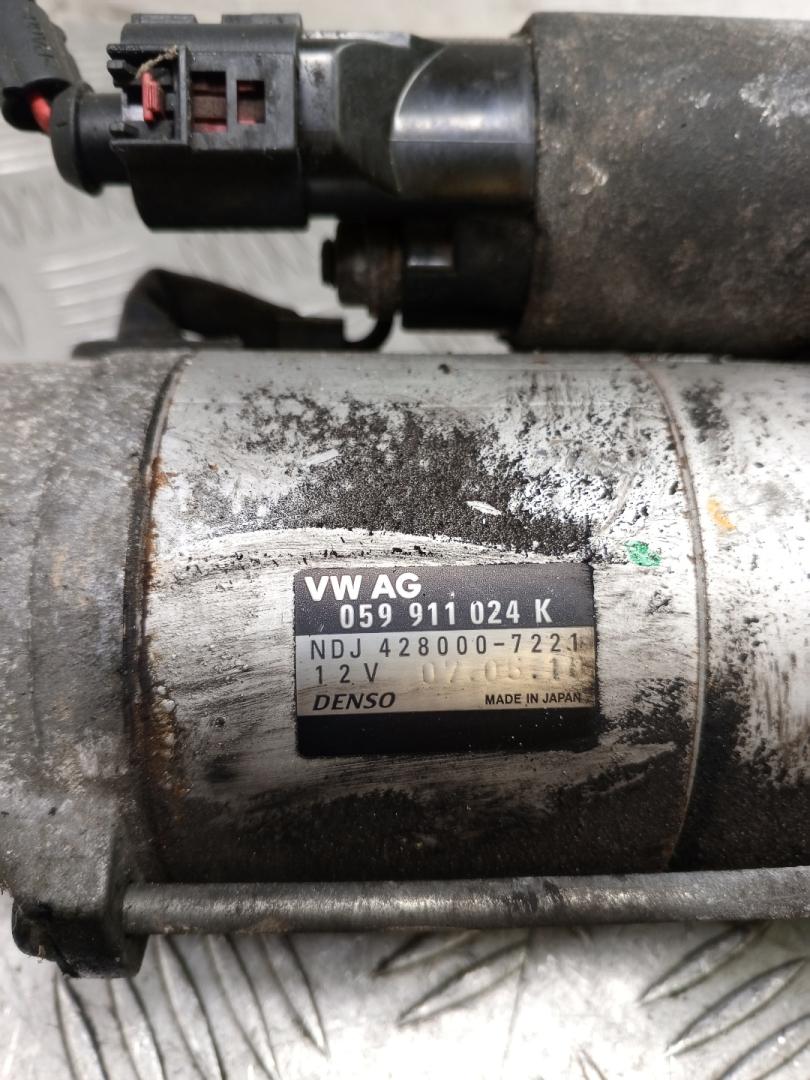 VW AG
059 911 024 K
NDJ 428000-7221
12V
DENSO MADE IN JAPAN